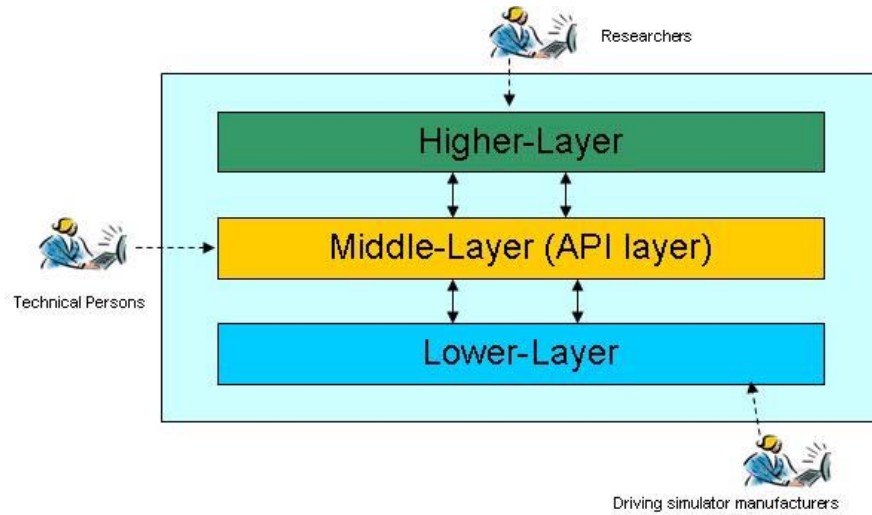 Researchers
Higher-Layer
Middle-Layer (API layer)
Technical Persons
Lower-Layer
Driving simulator manufacturers